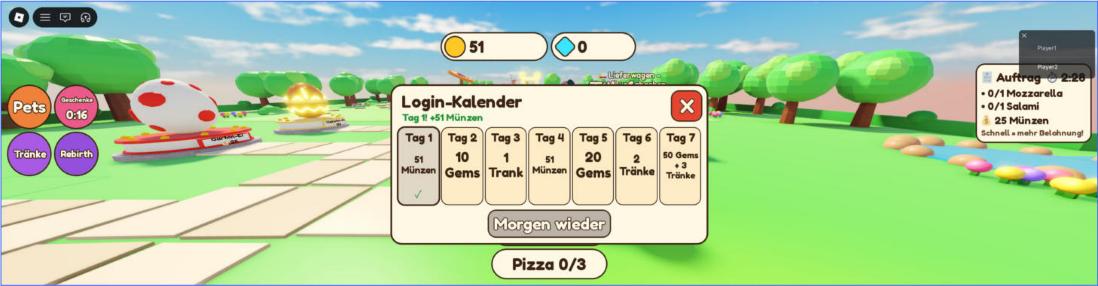 51
0
Lieferwagen -
Player1
Player2
Auftrag 2:28
• 0/1 Mozzarella
• 0/1 Salami
25 Münzen
Schnell = mehr Belohnung!
Pets
Geschenke
0:16
Tränke
Rebirth
Login-Kalender
Tag 1! +51 Münzen
Tag 1
51
Münzen
✓
Tag 2
10
Gems
Tag 3
1
Trank
Tag 4
51
Münzen
Tag 5
20
Gems
Tag 6
2
Tränke
Tag 7
50 Gems
+ 3
Tränke
Morgen wieder
Pizza 0/3